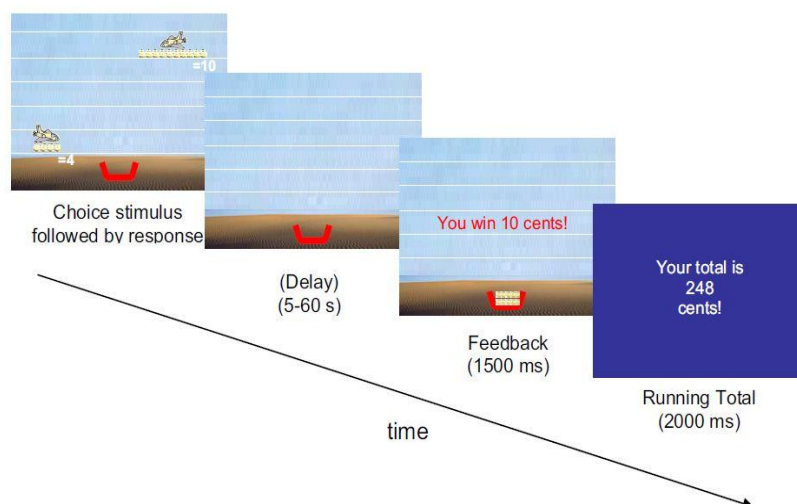 =10
=4
Choice stimulus
followed by response
(Delay)
(5-60 s)
You win 10 cents!
Feedback
(1500 ms)
Your total is
248
cents!
Running Total
(2000 ms)
time